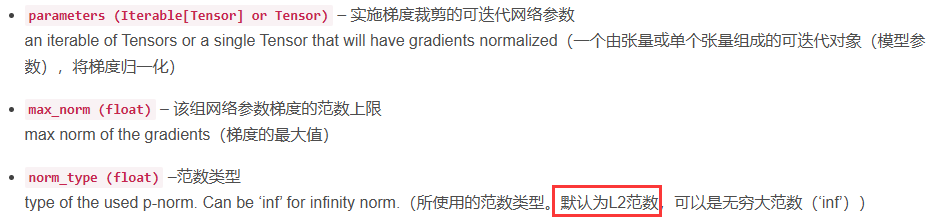 parameters (Iterable[Tensor] or Tensor) – 实施梯度裁剪的可迭代网络参数
an iterable of Tensors or a single Tensor that will have gradients normalized（一个由张量或单个张量组成的可迭代对象（模型参
数），将梯度归一化）
max_norm (float) – 该组网络参数梯度的范数上限
max norm of the gradients（梯度的最大值）
norm_type (float) –范数类型
type of the used p-norm. Can be ‘inf’ for infinity norm.（所使用的范数类型。默认为L2范数，可以是无穷大范数（‘inf’））